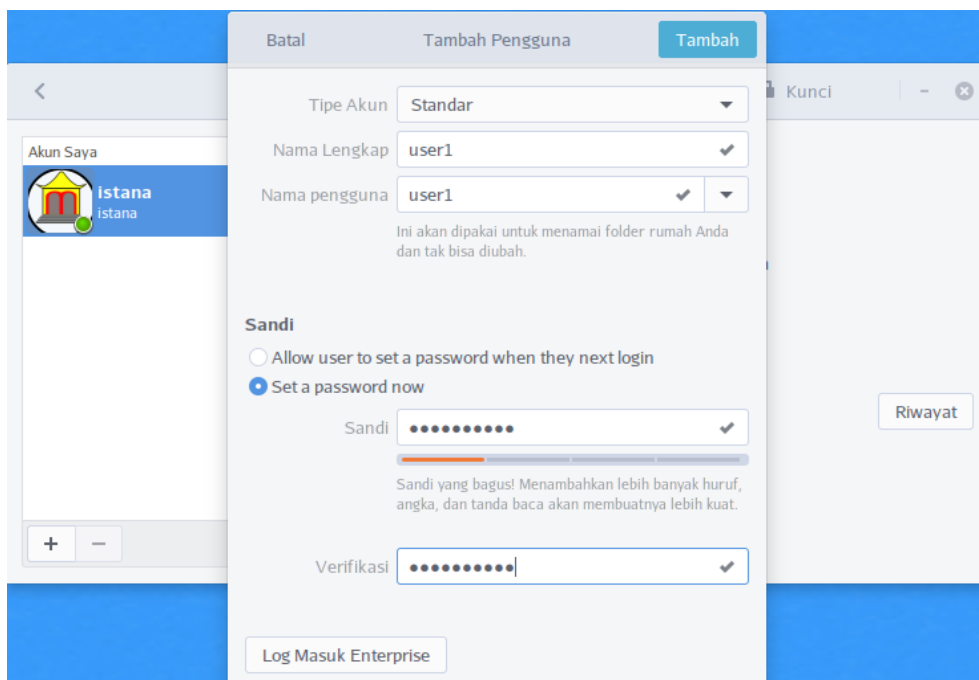 Batal
Tambah Pengguna
Tambah
Kunci
Akun Saya
istana
istana
Tipe Akun
Standar
Nama Lengkap
user1
Nama pengguna
user1
Ini akan dipakai untuk menamai folder rumah Anda
dan tak bisa diubah.
Sandi
Allow user to set a password when they next login
Set a password now
Sandi
●●●●●●●●●●
Sandi yang bagus! Menambahkan lebih banyak huruf,
angka, dan tanda baca akan membuatnya lebih kuat.
Verifikasi
●●●●●●●●●●
Log Masuk Enterprise
Riwayat